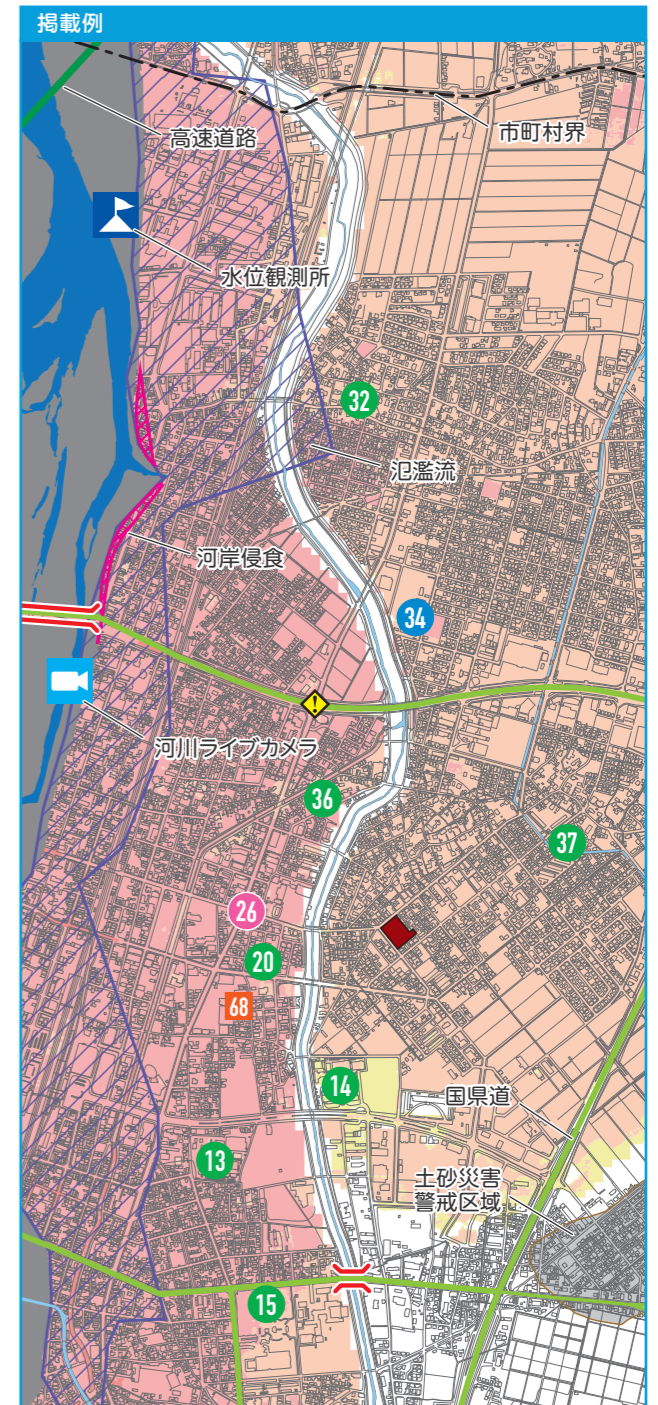 掲載例
高速道路
市町村界
水位観測所
32
氾濫流
河岸侵食
34
河川ライブカメラ
36
37
26
20
68
14
国県道
13
土砂災害
警戒区域
15